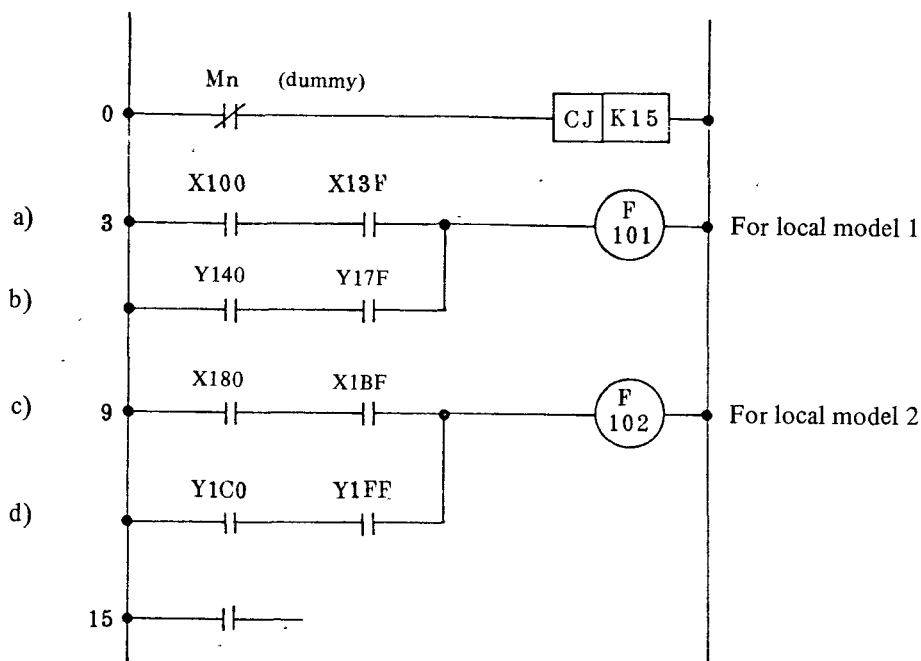 Mn (dummy)
0 CJ K15
X100 X13F
a) 3 F 101 For local model 1
Y140 Y17F
b)
X180 X1BF
c) 9 F 102 For local model 2
Y1C0 Y1FF
d)
15